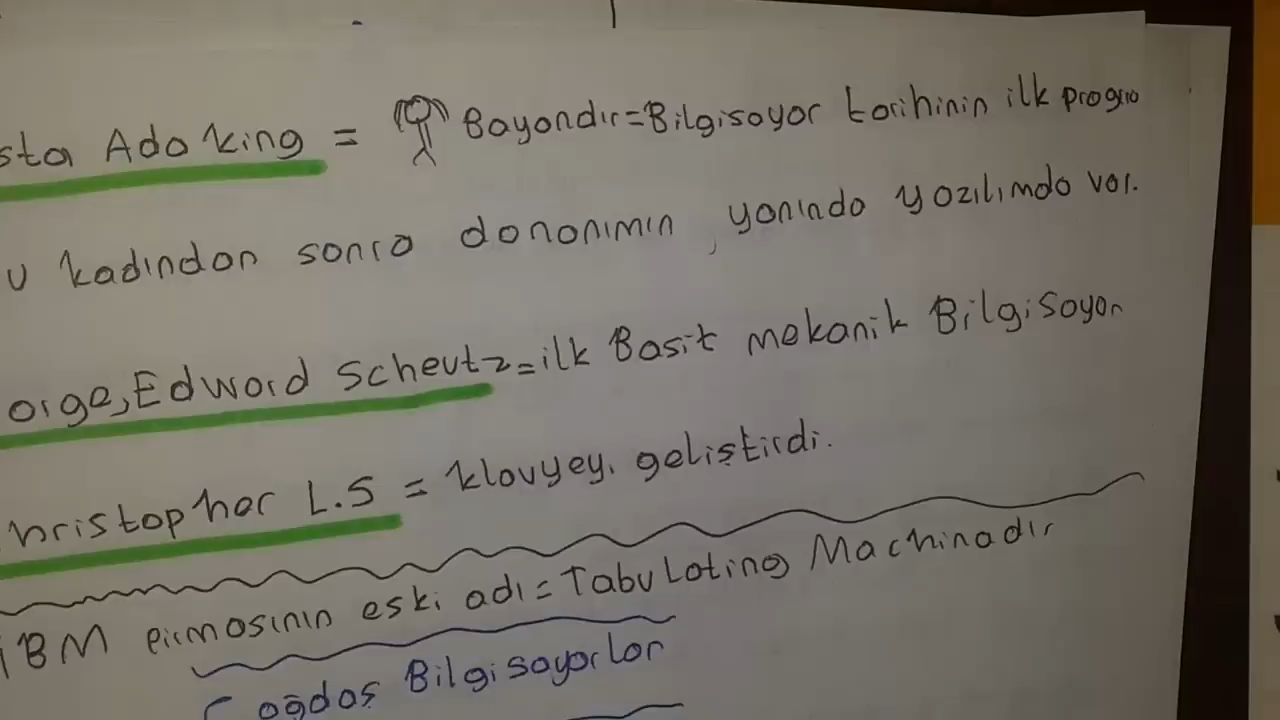 sta Ada King = Bayandır=Bilgisayar tarihinin ilk progra
u kadından sonra donanımın, yanında yazılımda var.
orge, Edward Scheutz=ilk Basit mekanik Bilgisayar
hristopher L.S = klavyeyi geliştirdi.
IBM firmasının eski adı=Tabulating Machinadır
Çağdaş Bilgisayarlar